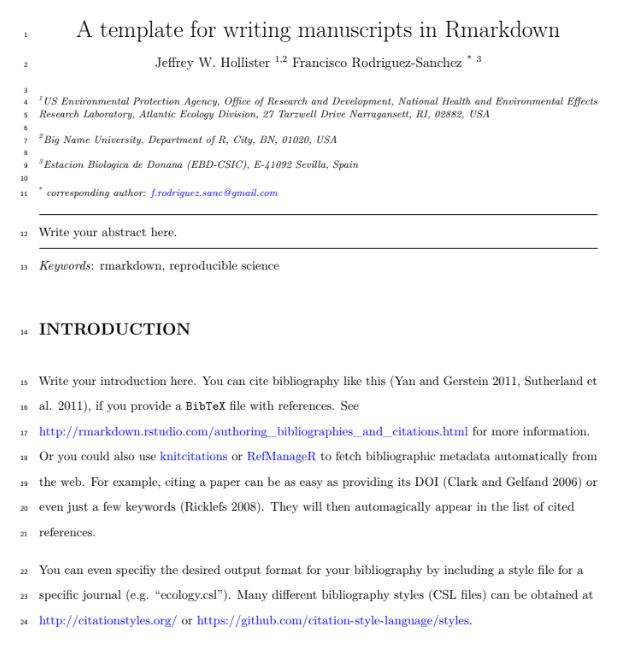 1 A template for writing manuscripts in Rmarkdown
2 Jeffrey W. Hollister 1,2 Francisco Rodriguez-Sanchez * 3
3
4 1US Environmental Protection Agency, Office of Research and Development, National Health and Environmental Effects
5 Research Laboratory, Atlantic Ecology Division, 27 Tarzwell Drive Narragansett, RI, 02882, USA
6
7 2Big Name University, Department of R, City, BN, 01020, USA
8
9 3Estacion Biologica de Donana (EBD-CSIC), E-41092 Sevilla, Spain
10
11 * corresponding author: f.rodriguez.sanc@gmail.com
12 Write your abstract here.
13 Keywords: rmarkdown, reproducible science
14 INTRODUCTION
15 Write your introduction here. You can cite bibliography like this (Yan and Gerstein 2011, Sutherland et
16 al. 2011), if you provide a BibTeX file with references. See
17 http://rmarkdown.rstudio.com/authoring_bibliographies_and_citations.html for more information.
18 Or you could also use knitcitations or RefManageR to fetch bibliographic metadata automatically from
19 the web. For example, citing a paper can be as easy as providing its DOI (Clark and Gelfand 2006) or
20 even just a few keywords (Ricklefs 2008). They will then automagically appear in the list of cited
21 references.
22 You can even specifiy the desired output format for your bibliography by including a style file for a
23 specific journal (e.g. “ecology.csl”). Many different bibliography styles (CSL files) can be obtained at
24 http://citationstyles.org/ or https://github.com/citation-style-language/styles.